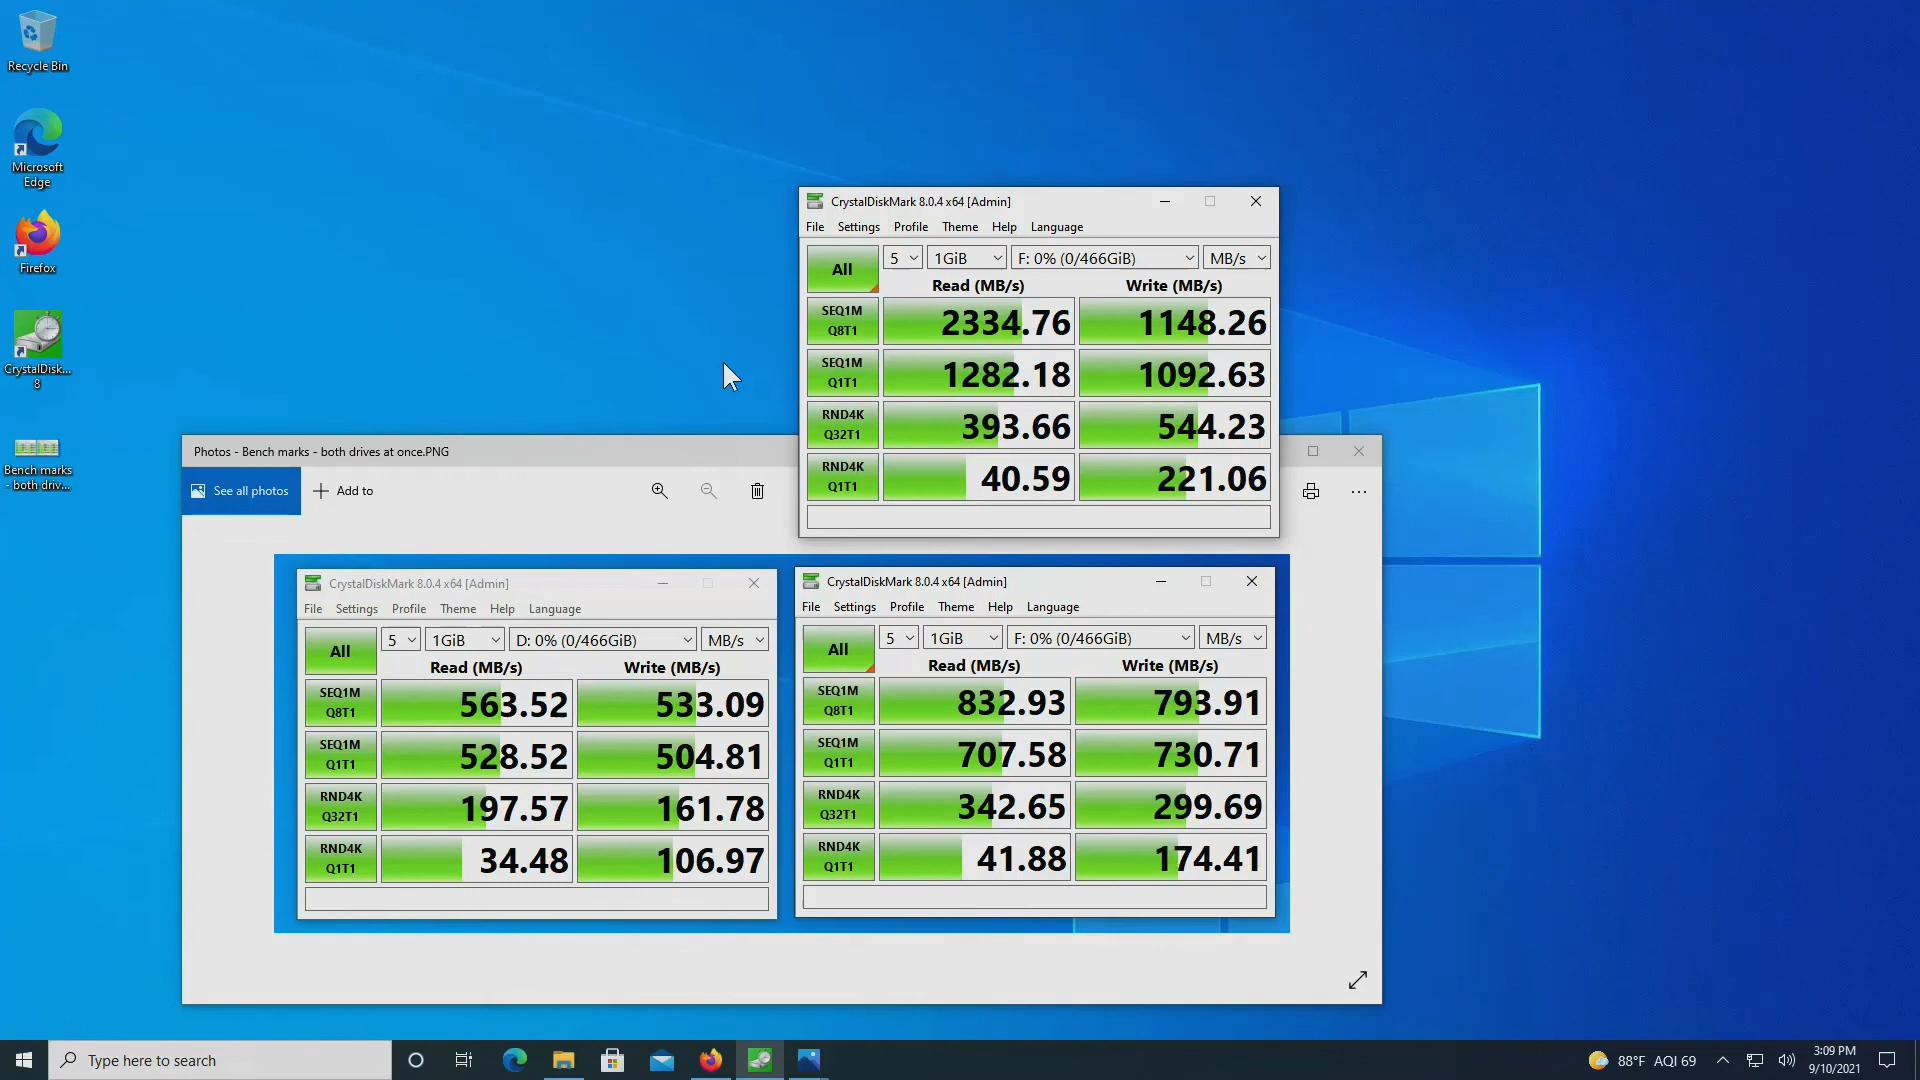 Recycle Bin
Microsoft
Edge
Firefox
CrystalDisk...
8
Bench marks
- both driv...
CrystalDiskMark 8.0.4 x64 [Admin]
File Settings Profile Theme Help Language
All 5 1GiB F: 0% (0/466GiB) MB/s
Read (MB/s) Write (MB/s)
SEQ1M
Q8T1 2334.76 1148.26
SEQ1M
Q1T1 1282.18 1092.63
RND4K
Q32T1 393.66 544.23
RND4K
Q1T1 40.59 221.06
Photos - Bench marks - both drives at once.PNG
See all photos Add to
CrystalDiskMark 8.0.4 x64 [Admin]
File Settings Profile Theme Help Language
All 5 1GiB D: 0% (0/466GiB) MB/s
Read (MB/s) Write (MB/s)
SEQ1M
Q8T1 563.52 533.09
SEQ1M
Q1T1 528.52 504.81
RND4K
Q32T1 197.57 161.78
RND4K
Q1T1 34.48 106.97
CrystalDiskMark 8.0.4 x64 [Admin]
File Settings Profile Theme Help Language
All 5 1GiB F: 0% (0/466GiB) MB/s
Read (MB/s) Write (MB/s)
SEQ1M
Q8T1 832.93 793.91
SEQ1M
Q1T1 707.58 730.71
RND4K
Q32T1 342.65 299.69
RND4K
Q1T1 41.88 174.41
Type here to search
88°F AQI 69
3:09 PM
9/10/2021